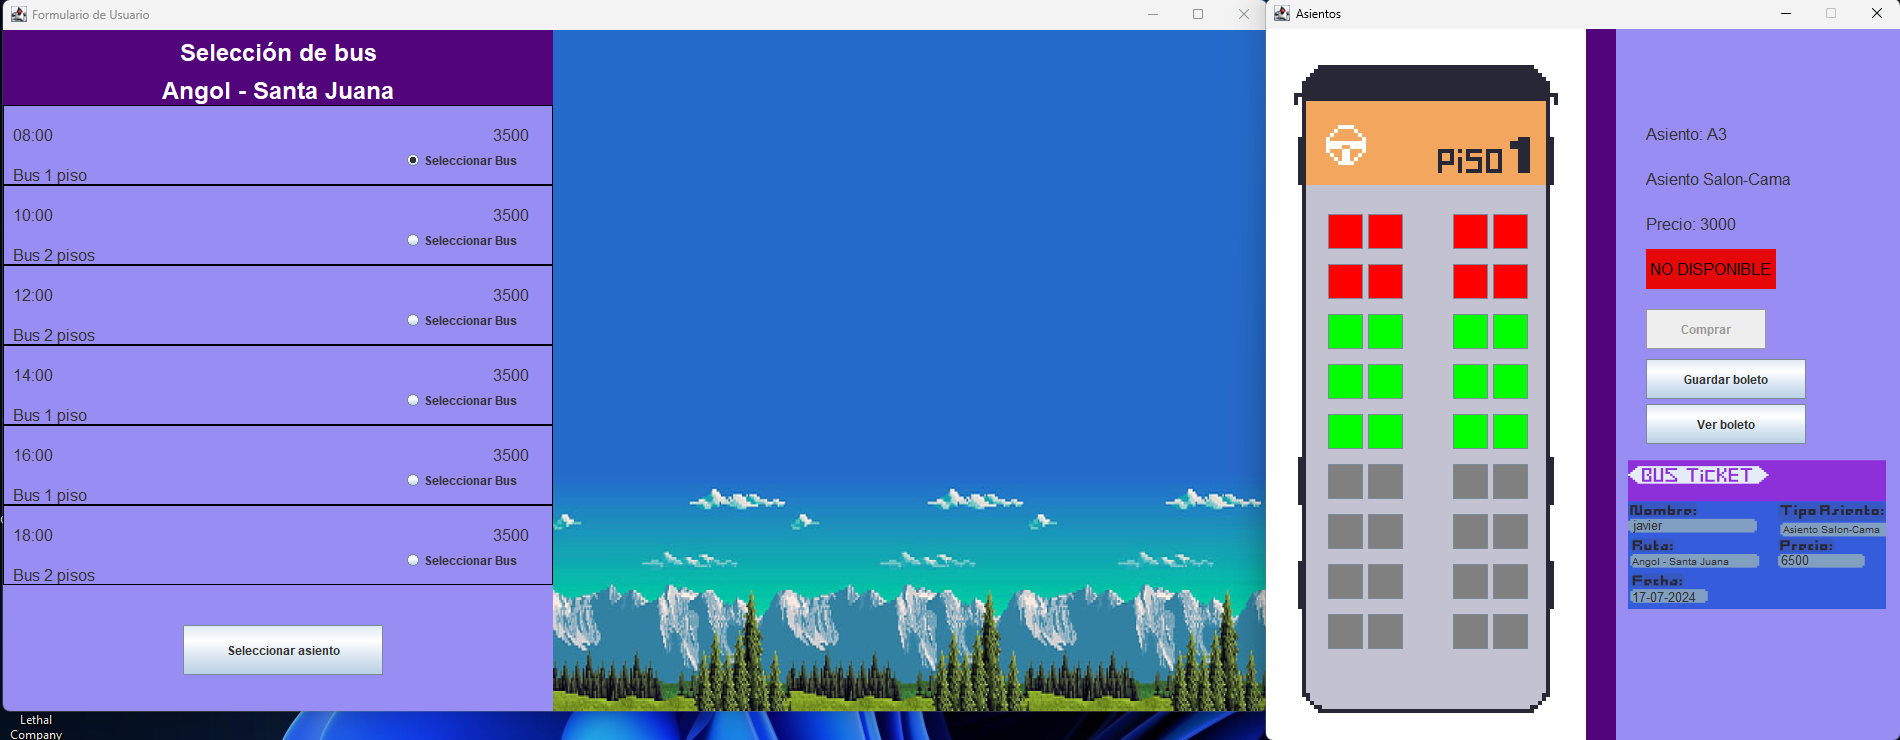 Formulario de Usuario
Selección de bus
Angol - Santa Juana
08:00
3500
Seleccionar Bus
Bus 1 piso
10:00
3500
Seleccionar Bus
Bus 2 pisos
12:00
3500
Seleccionar Bus
Bus 2 pisos
14:00
3500
Seleccionar Bus
Bus 1 piso
16:00
3500
Seleccionar Bus
Bus 1 piso
18:00
3500
Seleccionar Bus
Bus 2 pisos
Seleccionar asiento
Lethal
Company
Asientos
Piso 1
Asiento: A3
Asiento Salon-Cama
Precio: 3000
NO DISPONIBLE
Comprar
Guardar boleto
Ver boleto
BUS TICKET
Nombre:
javier
Tipo Asiento:
Asiento Salon-Cama
Ruta:
Angol - Santa Juana
Precio:
6500
Fecha:
17-07-2024